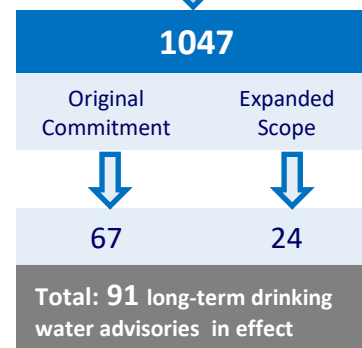 1047
Original Expanded
Commitment Scope
67 24
Total: 91 long-term drinking
water advisories in effect